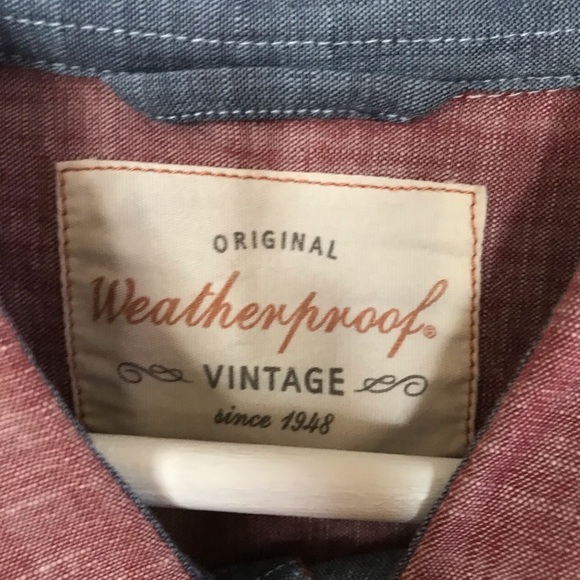 ORIGINAL
Weatherproof®
VINTAGE
since 1948